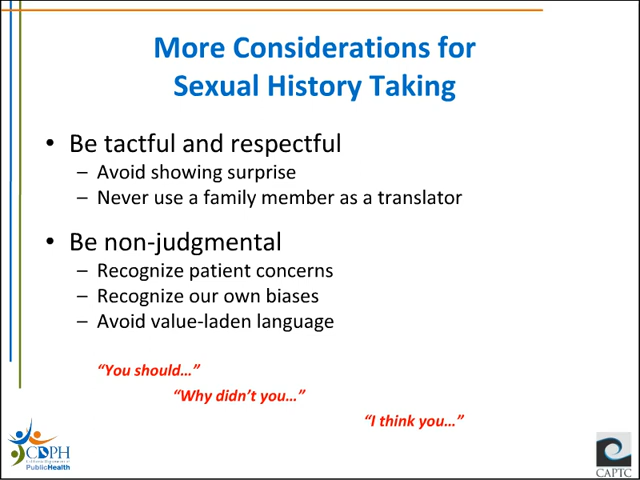 More Considerations for
Sexual History Taking
• Be tactful and respectful
– Avoid showing surprise
– Never use a family member as a translator
• Be non-judgmental
– Recognize patient concerns
– Recognize our own biases
– Avoid value-laden language
“You should…”
“Why didn’t you…”
“I think you…”
CDPH
PublicHealth
CAPTC